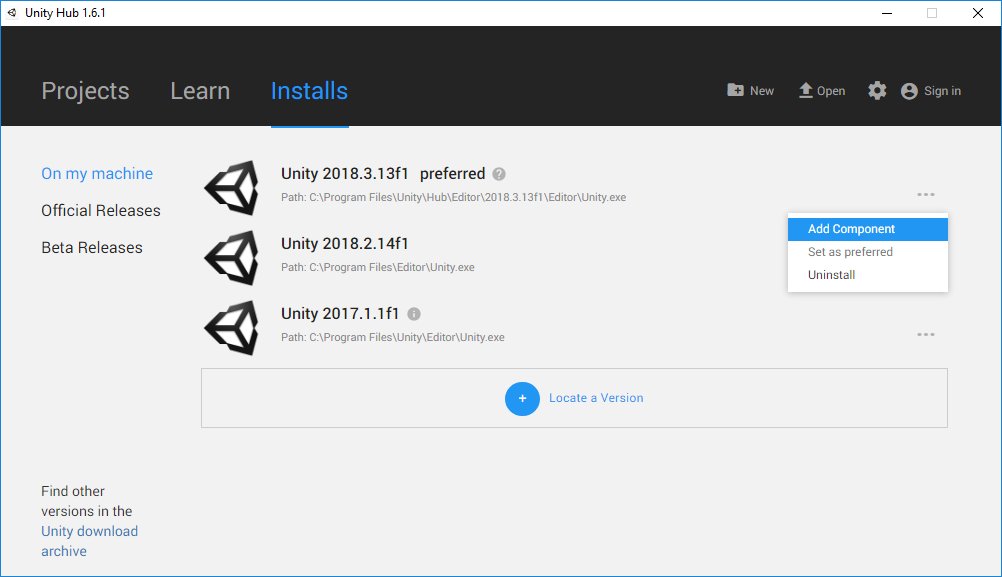 Unity Hub 1.6.1
Projects Learn Installs New Open Sign in
On my machine
Official Releases
Beta Releases
Unity 2018.3.13f1 preferred ?
Path: C:\Program Files\Unity\Hub\Editor\2018.3.13f1\Editor\Unity.exe
Add Component
Set as preferred
Uninstall
Unity 2018.2.14f1
Path: C:\Program Files\Editor\Unity.exe
Unity 2017.1.1f1 i
Path: C:\Program Files\Unity\Editor\Unity.exe
+ Locate a Version
Find other
versions in the
Unity download
archive